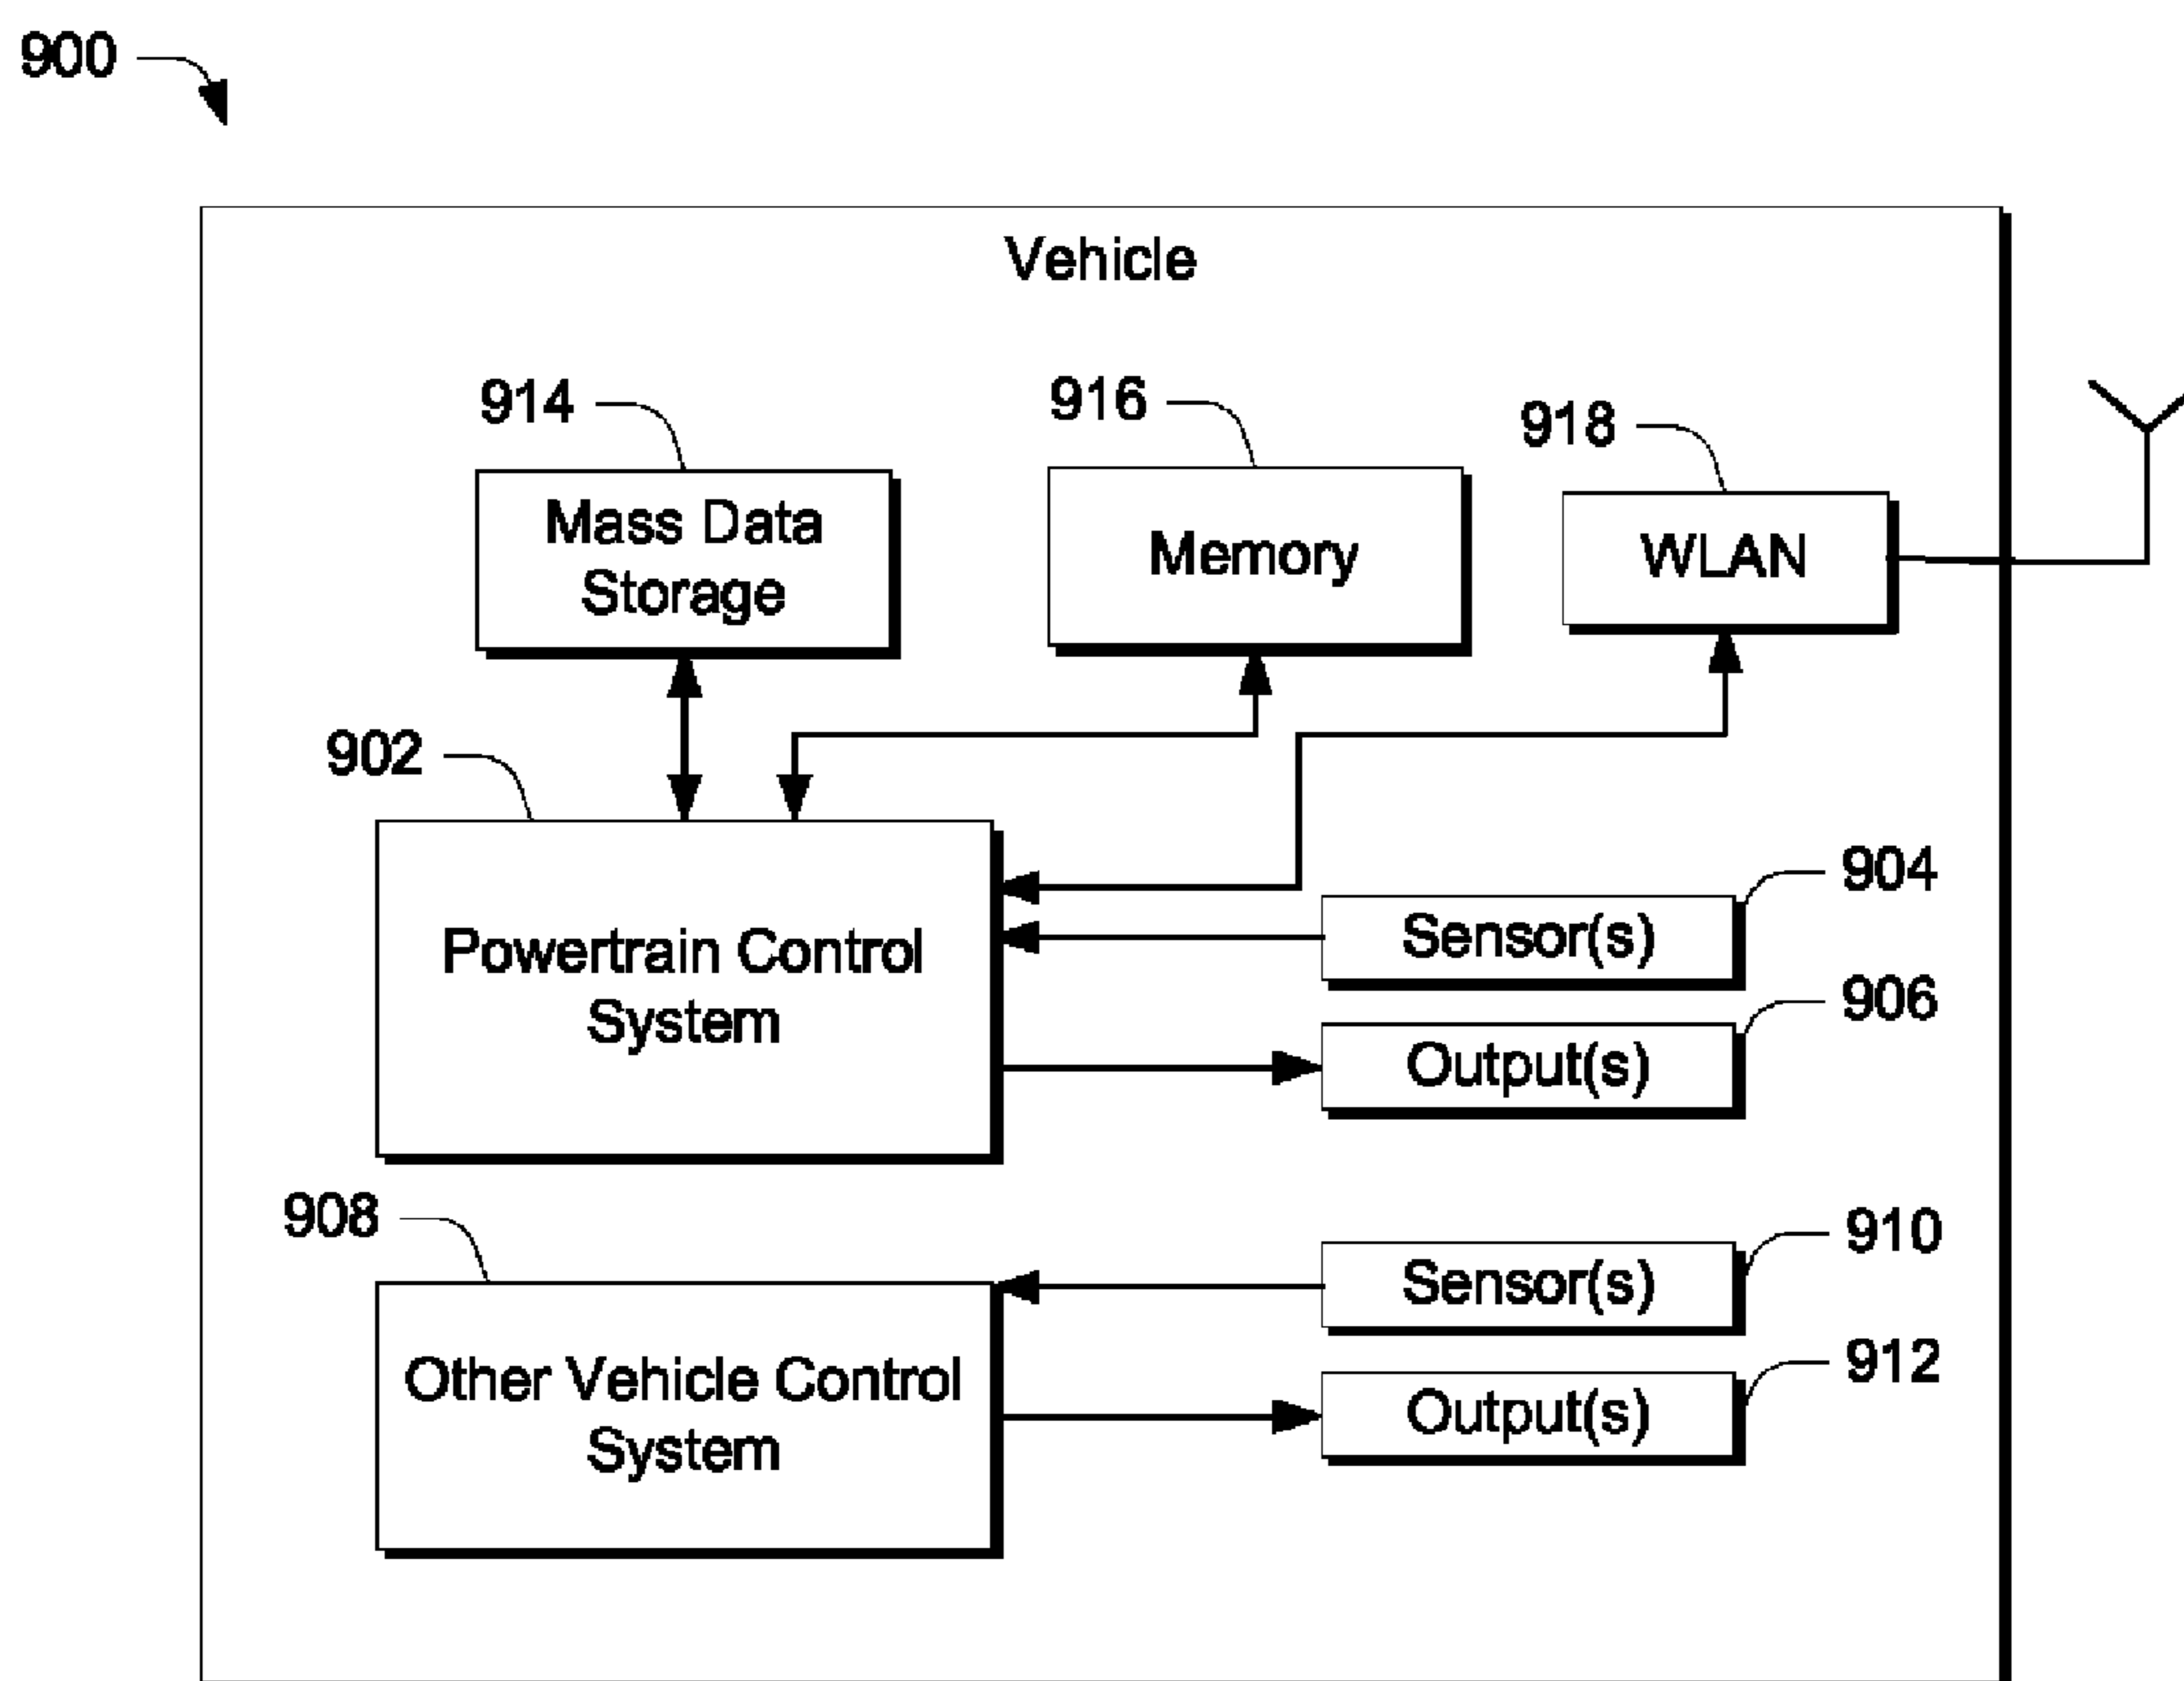 900
Vehicle
914
916
918
Mass Data
Storage
Memory
WLAN
902
904
Powertrain Control
System
Sensor(s)
906
Output(s)
908
910
Other Vehicle Control
System
Sensor(s)
912
Output(s)